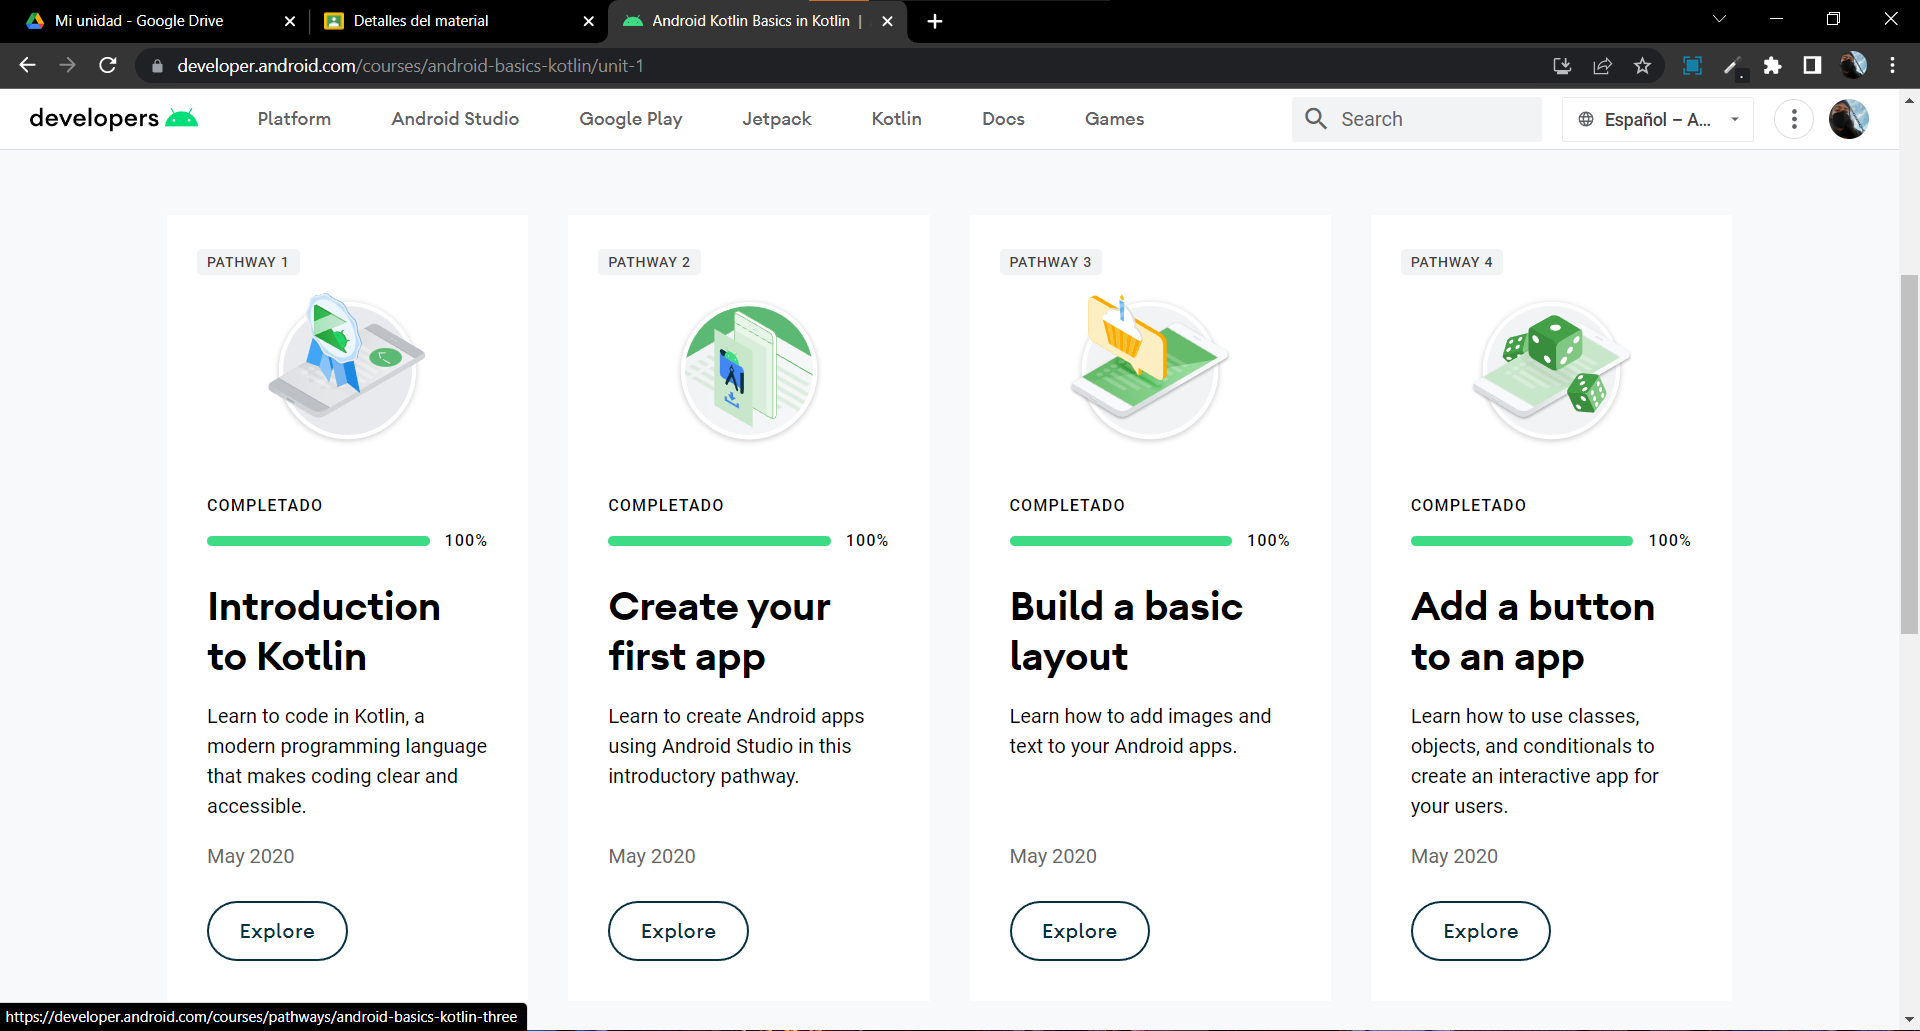 Mi unidad - Google Drive
Detalles del material
Android Kotlin Basics in Kotlin |
developer.android.com/courses/android-basics-kotlin/unit-1
developers
Platform
Android Studio
Google Play
Jetpack
Kotlin
Docs
Games
Search
Español – A...
PATHWAY 1
COMPLETADO
100%
Introduction
to Kotlin
Learn to code in Kotlin, a
modern programming language
that makes coding clear and
accessible.
May 2020
Explore
PATHWAY 2
COMPLETADO
100%
Create your
first app
Learn to create Android apps
using Android Studio in this
introductory pathway.
May 2020
Explore
PATHWAY 3
COMPLETADO
100%
Build a basic
layout
Learn how to add images and
text to your Android apps.
May 2020
Explore
PATHWAY 4
COMPLETADO
100%
Add a button
to an app
Learn how to use classes,
objects, and conditionals to
create an interactive app for
your users.
May 2020
Explore
https://developer.android.com/courses/pathways/android-basics-kotlin-three